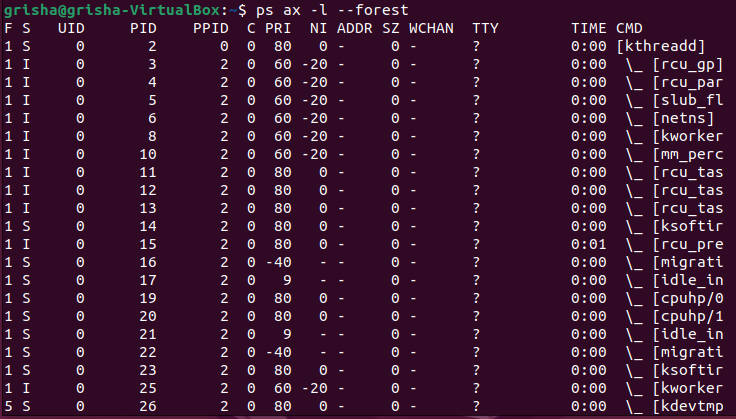 grisha@grisha-VirtualBox:~$ ps ax -l --forest
F S   UID     PID    PPID  C PRI  NI ADDR SZ WCHAN  TTY        TIME CMD
1 S     0       2       0  0  80   0 -     0 -      ?          0:00 [kthreadd]
1 I     0       3       2  0  60 -20 -     0 -      ?          0:00  \_ [rcu_gp]
1 I     0       4       2  0  60 -20 -     0 -      ?          0:00  \_ [rcu_par
1 I     0       5       2  0  60 -20 -     0 -      ?          0:00  \_ [slub_fl
1 I     0       6       2  0  60 -20 -     0 -      ?          0:00  \_ [netns]
1 I     0       8       2  0  60 -20 -     0 -      ?          0:00  \_ [kworker
1 I     0      10       2  0  60 -20 -     0 -      ?          0:00  \_ [mm_perc
1 I     0      11       2  0  80   0 -     0 -      ?          0:00  \_ [rcu_tas
1 I     0      12       2  0  80   0 -     0 -      ?          0:00  \_ [rcu_tas
1 I     0      13       2  0  80   0 -     0 -      ?          0:00  \_ [rcu_tas
1 S     0      14       2  0  80   0 -     0 -      ?          0:00  \_ [ksoftir
1 I     0      15       2  0  80   0 -     0 -      ?          0:01  \_ [rcu_pre
1 S     0      16       2  0 -40   - -     0 -      ?          0:00  \_ [migrati
1 S     0      17       2  0   9   - -     0 -      ?          0:00  \_ [idle_in
1 S     0      19       2  0  80   0 -     0 -      ?          0:00  \_ [cpuhp/0
1 S     0      20       2  0  80   0 -     0 -      ?          0:00  \_ [cpuhp/1
1 S     0      21       2  0   9   - -     0 -      ?          0:00  \_ [idle_in
1 S     0      22       2  0 -40   - -     0 -      ?          0:00  \_ [migrati
1 S     0      23       2  0  80   0 -     0 -      ?          0:00  \_ [ksoftir
1 I     0      25       2  0  60 -20 -     0 -      ?          0:00  \_ [kworker
5 S     0      26       2  0  80   0 -     0 -      ?          0:00  \_ [kdevtmp